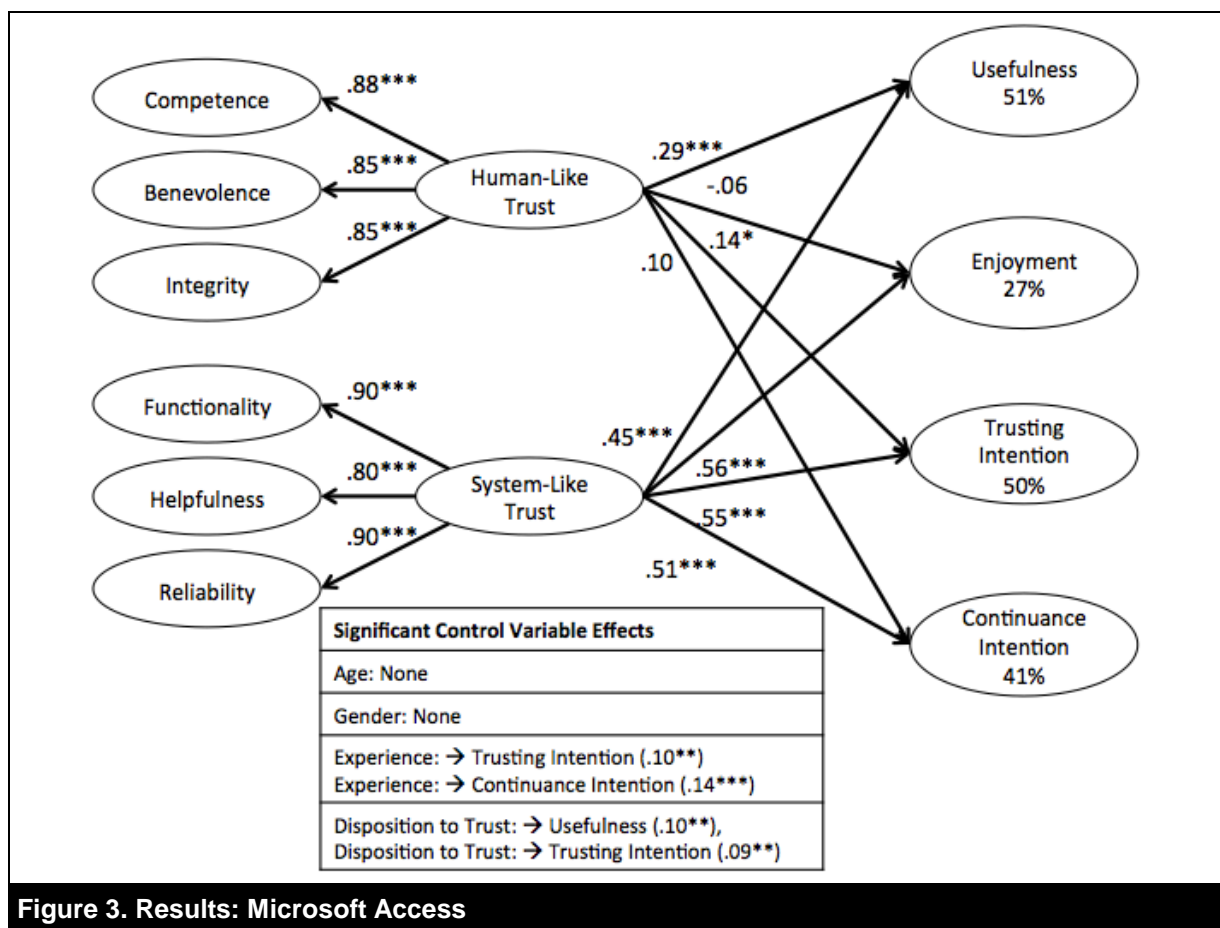 Competence
Benevolence
Integrity
.88***
.85***
.85***
Human-Like
Trust
.29***
-.06
.14*
.10
Usefulness
51%
Enjoyment
27%
Functionality
Helpfulness
Reliability
.90***
.80***
.90***
System-Like
Trust
.45***
.56***
.55***
.51***
Trusting
Intention
50%
Continuance
Intention
41%
Significant Control Variable Effects
Age: None
Gender: None
Experience: → Trusting Intention (.10**)
Experience: → Continuance Intention (.14***)
Disposition to Trust: → Usefulness (.10**),
Disposition to Trust: → Trusting Intention (.09**)
Figure 3. Results: Microsoft Access